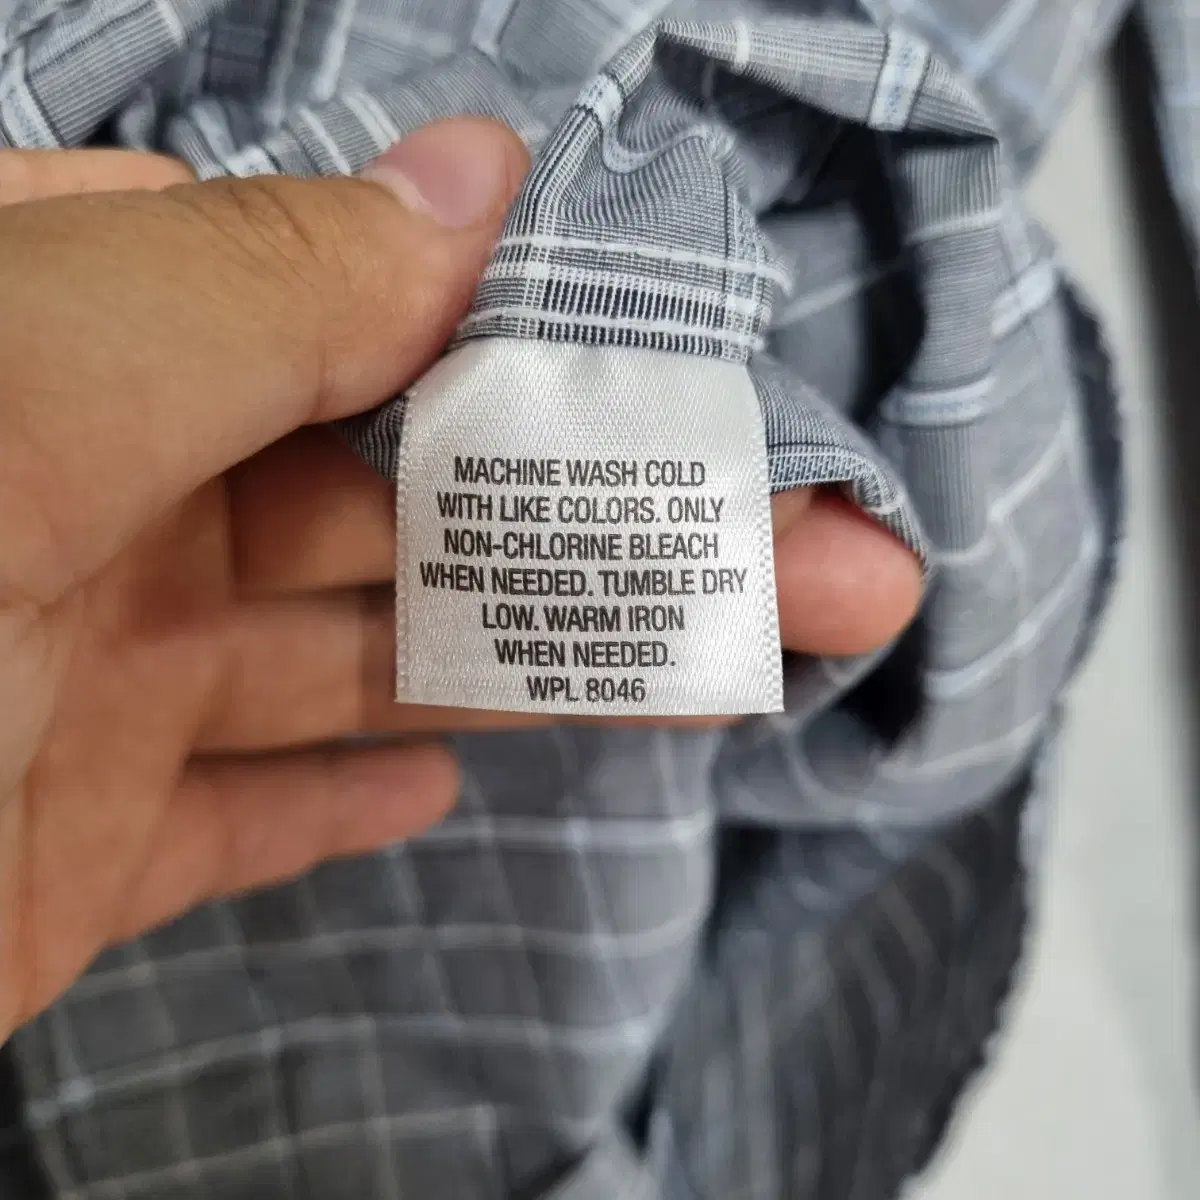 MACHINE WASH COLD
WITH LIKE COLORS. ONLY
NON-CHLORINE BLEACH
WHEN NEEDED. TUMBLE DRY
LOW. WARM IRON
WHEN NEEDED.
WPL 8046